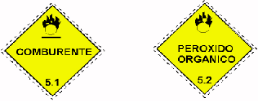 COMBURENTE
5.1
PEROXIDO
ORGANICO
5.2